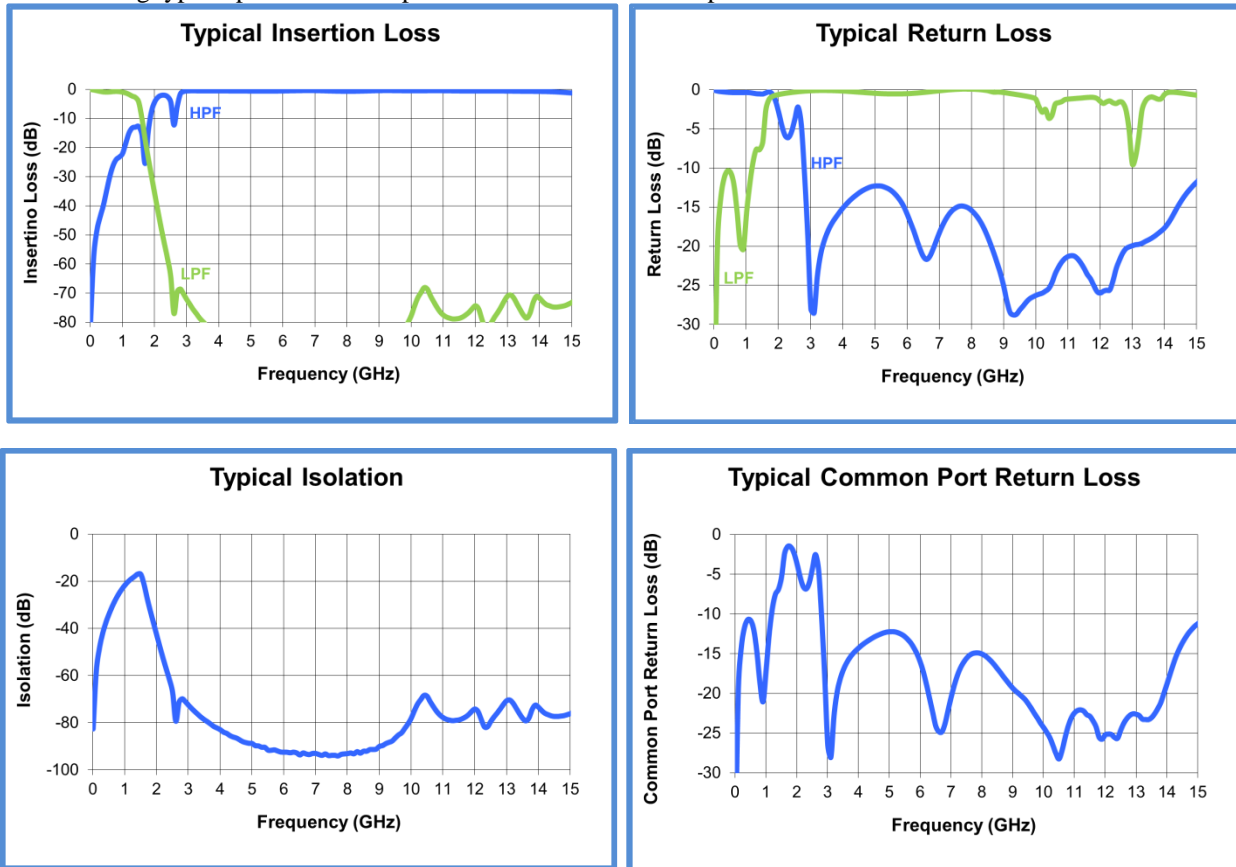 Typical Insertion Loss
Insertino Loss (dB)
0
-10
-20
-30
-40
-50
-60
-70
-80
HPF
LPF
0 1 2 3 4 5 6 7 8 9 10 11 12 13 14 15
Frequency (GHz)
Typical Return Loss
Return Loss (dB)
0
-5
-10
-15
-20
-25
-30
HPF
LPF
0 1 2 3 4 5 6 7 8 9 10 11 12 13 14 15
Frequency (GHz)
Typical Isolation
Isolation (dB)
0
-20
-40
-60
-80
-100
0 1 2 3 4 5 6 7 8 9 10 11 12 13 14 15
Frequency (GHz)
Typical Common Port Return Loss
Common Port Return Loss (dB)
0
-5
-10
-15
-20
-25
-30
0 1 2 3 4 5 6 7 8 9 10 11 12 13 14 15
Frequency (GHz)